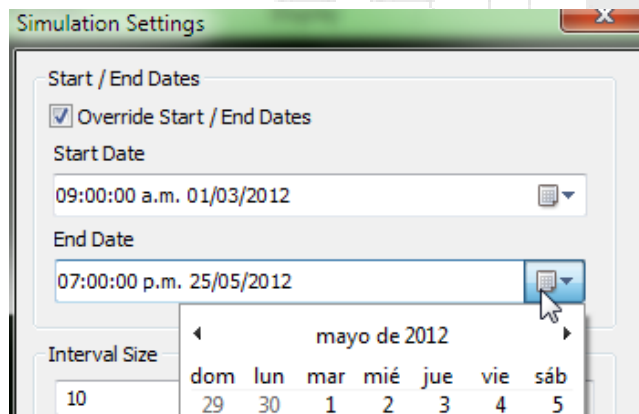 Simulation Settings
Start / End Dates
Override Start / End Dates
Start Date
09:00:00 a.m. 01/03/2012
End Date
07:00:00 p.m. 25/05/2012
mayo de 2012
Interval Size
dom lun mar mié jue vie sáb
10
29 30 1 2 3 4 5